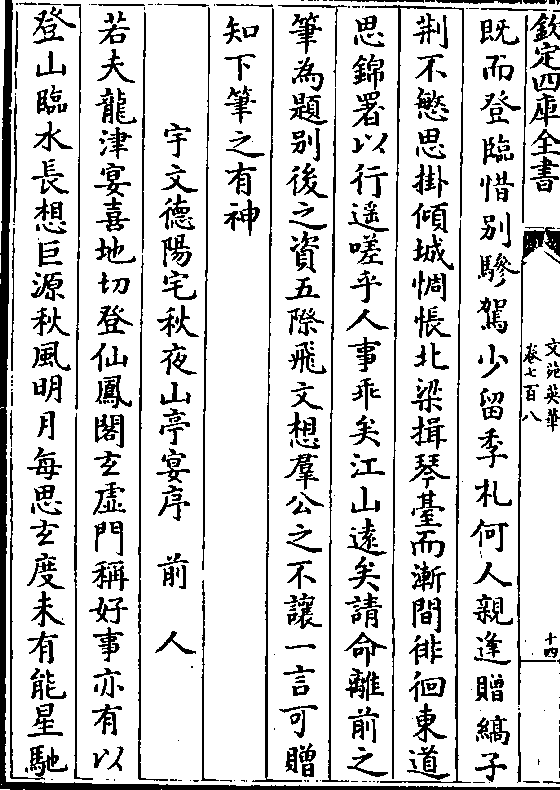 欽定四庫全書
文苑英華
卷七百八
十四
既而登臨惜别驂駕少留季札何人親逢贈縞子
荆不慜思掛傾城惆悵北梁揖琴臺而漸間徘徊東道
思錦署以行遥嗟乎人事乖矣江山遠矣請命離前之
筆為題别後之資五際飛文想羣公之不讓一言可贈
知下筆之有神
宇文德陽宅秋夜山亭宴序 前人
若夫龍津宴喜地切登仙鳳閣玄虛門稱好事亦有以
登山臨水長想巨源秋風明月每思玄度未有能星馳